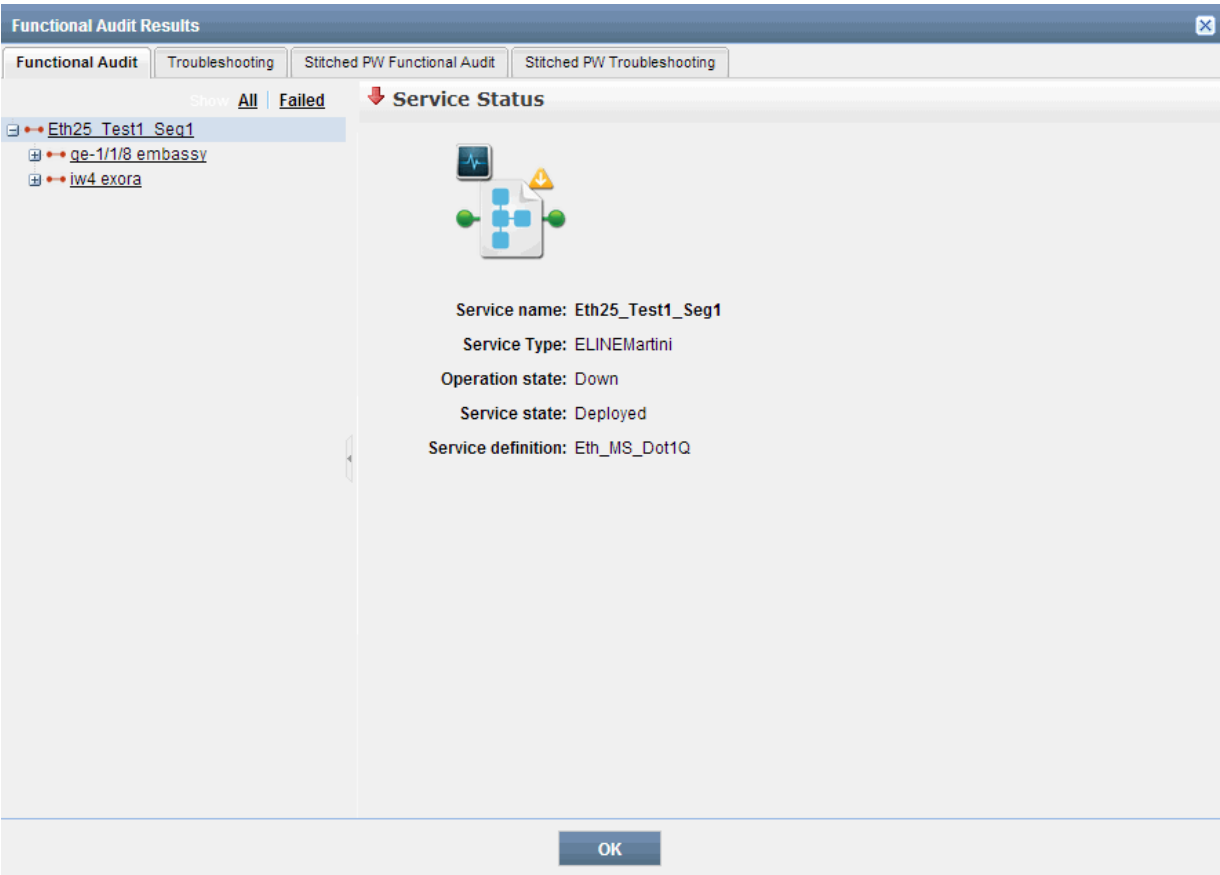 Functional Audit Results
Functional Audit
Troubleshooting
Stitched PW Functional Audit
Stitched PW Troubleshooting
Show All Failed
Eth25_Test1_Seg1
ge-1/1/8 embassy
iw4 exora
Service Status
Service name: Eth25_Test1_Seg1
Service Type: ELINEMartini
Operation state: Down
Service state: Deployed
Service definition: Eth_MS_Dot1Q
OK